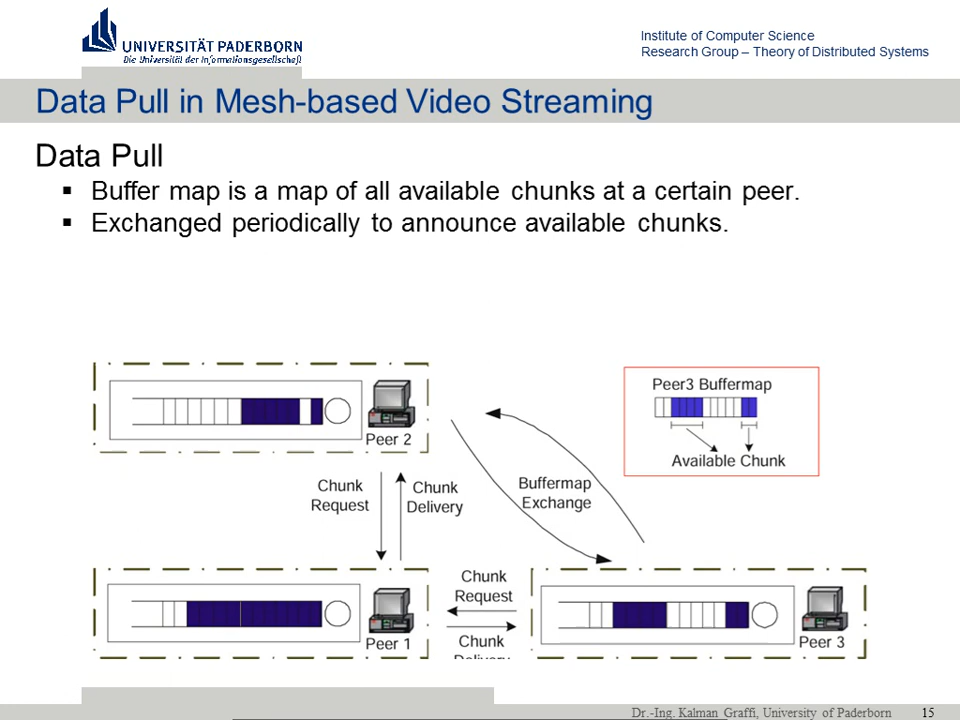 UNIVERSITÄT PADERBORN
Die Universität der Informationsgesellschaft
Institute of Computer Science
Research Group – Theory of Distributed Systems
Data Pull in Mesh-based Video Streaming
Data Pull
▪ Buffer map is a map of all available chunks at a certain peer.
▪ Exchanged periodically to announce available chunks.
Peer3 Buffermap
Available Chunk
Peer 2
Chunk
Request
Chunk
Delivery
Buffermap
Exchange
Peer 1
Chunk
Request
Chunk
Delivery
Peer 3
Dr.-Ing. Kalman Graffi, University of Paderborn
15